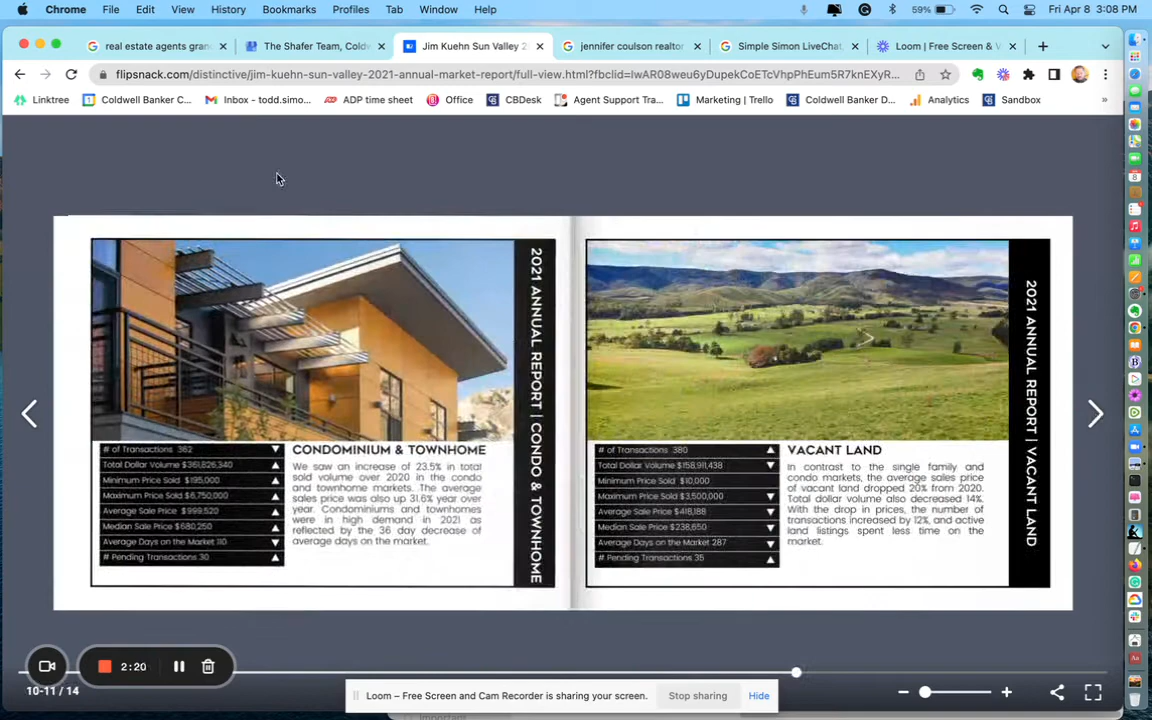 Chrome File Edit View History Bookmarks Profiles Tab Window Help
59% Fri Apr 8 3:08 PM
real estate agents gran
The Shafer Team, Coldw
Jim Kuehn Sun Valley 2
jennifer coulson realtor
Simple Simon LiveChat
Loom | Free Screen & V
flipsnack.com/distinctive/jim-kuehn-sun-valley-2021-annual-market-report/full-view.html?fbclid=IwAR08weu6yDupekCoETcVhpPhEum5R7knEXyR...
Linktree
Coldwell Banker C...
Inbox - todd.simo...
ADP time sheet
Office
CBDesk
Agent Support Tra...
Marketing | Trello
Coldwell Banker D...
Analytics
Sandbox
»
2021 ANNUAL REPORT | CONDO & TOWNHOME
# of Transactions 362
Total Dollar Volume $361,826,340
Minimum Price Sold $195,000
Maximum Price Sold $6,750,000
Average Sale Price $999,520
Median Sale Price $680,250
Average Days on the Market 110
# Pending Transactions 30
CONDOMINIUM & TOWNHOME
We saw an increase of 23.5% in total
sold volume over 2020 in the condo
and townhome markets. The average
sales price was also up 31.6% year over
year. Condominiums and townhomes
were in high demand in 2021 as
reflected by the 36 day decrease of
average days on the market.
2021 ANNUAL REPORT | VACANT LAND
# of Transactions 380
Total Dollar Volume $158,911,438
Minimum Price Sold $10,000
Maximum Price Sold $3,500,000
Average Sale Price $418,188
Median Sale Price $238,650
Average Days on the Market 287
# Pending Transactions 35
VACANT LAND
In contrast to the single family and
condo markets, the average sales price
of vacant land dropped 20% from 2020.
Total dollar volume also decreased 14%.
With the drop in prices, the number of
transactions increased by 12%, and active
land listings spent less time on the
market.
2:20
10-11 / 14
Loom – Free Screen and Cam Recorder is sharing your screen.
Stop sharing
Hide